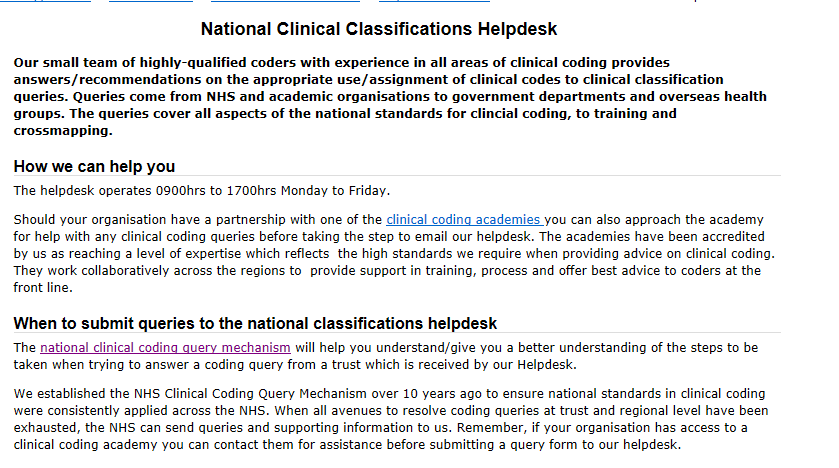 National Clinical Classifications Helpdesk
Our small team of highly-qualified coders with experience in all areas of clinical coding provides
answers/recommendations on the appropriate use/assignment of clinical codes to clinical classification
queries. Queries come from NHS and academic organisations to government departments and overseas health
groups. The queries cover all aspects of the national standards for clincial coding, to training and
crossmapping.
How we can help you
The helpdesk operates 0900hrs to 1700hrs Monday to Friday.
Should your organisation have a partnership with one of the clinical coding academies you can also approach the academy
for help with any clinical coding queries before taking the step to email our helpdesk. The academies have been accredited
by us as reaching a level of expertise which reflects the high standards we require when providing advice on clinical coding.
They work collaboratively across the regions to provide support in training, process and offer best advice to coders at the
front line.
When to submit queries to the national classifications helpdesk
The national clinical coding query mechanism will help you understand/give you a better understanding of the steps to be
taken when trying to answer a coding query from a trust which is received by our Helpdesk.
We established the NHS Clinical Coding Query Mechanism over 10 years ago to ensure national standards in clinical coding
were consistently applied across the NHS. When all avenues to resolve coding queries at trust and regional level have been
exhausted, the NHS can send queries and supporting information to us. Remember, if your organisation has access to a
clinical coding academy you can contact them for assistance before submitting a query form to our helpdesk.